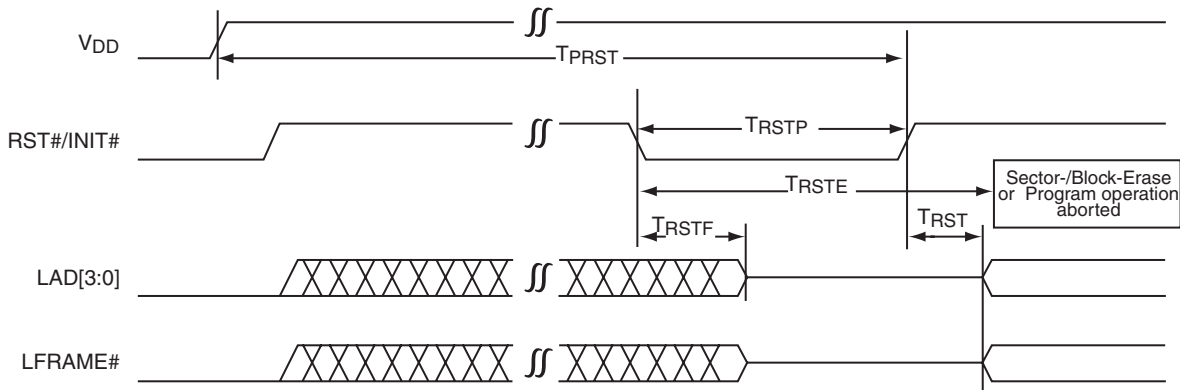 VDD
TPRST
RST#/INIT#
TRSTP
TRSTE
Sector-/Block-Erase
or Program operation
aborted
TRSTF
TRST
LAD[3:0]
LFRAME#